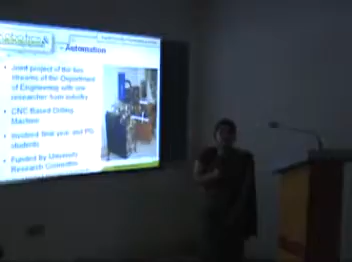 Robotics &
- Automation
• Joint project of the two
streams of the Department
of Engineering with one
researcher from industry
• CNC Based Drilling
Machine
• Involved final year and PG
students
• Funded by University
Research Committee